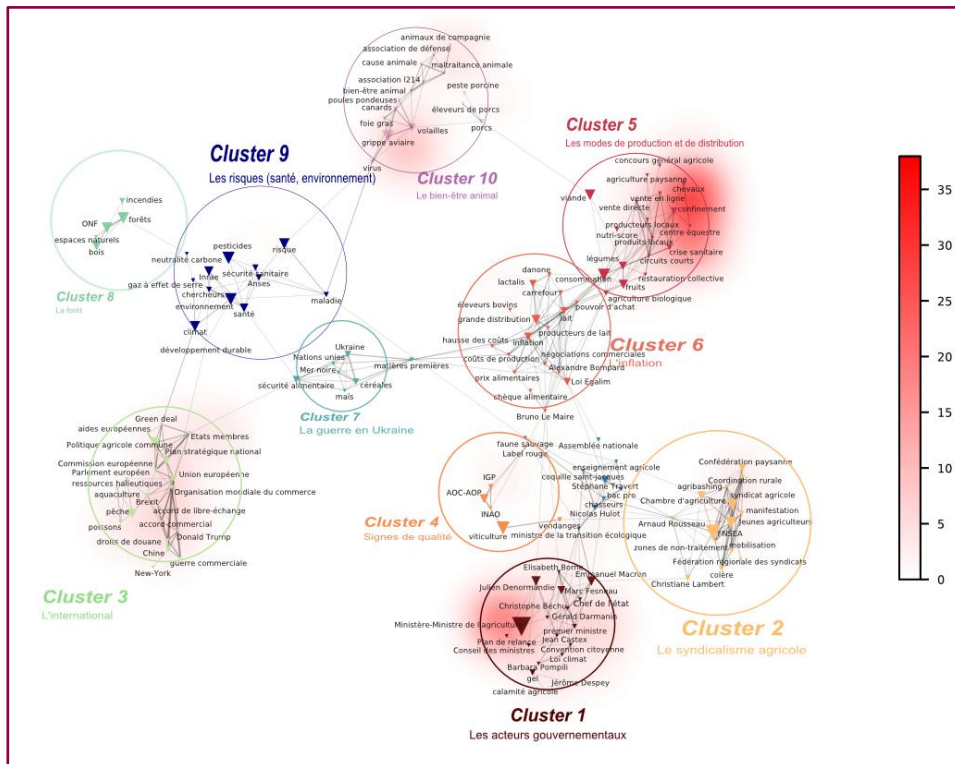 animaux de compagnie
association de défense
cause animale
maltraitance animale
association l214
peste porcine
bien-être animal
poules pondeuses
canards
éleveurs de porcs
foie gras
volailles
porcs
grippe aviaire
virus
Cluster 10
Le bien-être animal
Cluster 5
Les modes de production et de distribution
concours général agricole
agriculture paysanne
chevaux
viande
vente en ligne
vente directe
confinement
producteurs locaux
nutri-score
centre équestre
produits locaux
crise sanitaire
légumes
circuits courts
restauration collective
fruits
agriculture biologique
35
30
25
20
15
10
5
0
Cluster 9
Les risques (santé, environnement)
pesticides
risque
neutralité carbone
sécurité sanitaire
Inrae
Anses
gaz à effet de serre
chercheurs
environnement
maladie
santé
climat
développement durable
incendies
forêts
ONF
espaces naturels
bois
Cluster 8
La forêt
danone
lactalis
consommation
carrefour
éleveurs bovins
pouvoir d'achat
grande distribution
lait
inflation
producteurs de lait
hausse des coûts
négociations commerciales
coûts de production
Alexandre Bompard
prix alimentaires
Loi Egalim
chèque alimentaire
Bruno Le Maire
Cluster 6
L'inflation
Ukraine
Nations unies
matières premières
Mer noire
sécurité alimentaire
céréales
maïs
Cluster 7
La guerre en Ukraine
Green deal
aides européennes
Etats membres
Politique agricole commune
Plan stratégique national
Commission européenne
Parlement européen
Union européenne
ressources halieutiques
aquaculture
Organisation mondiale du commerce
Brexit
pêche
accord de libre-échange
poissons
accord commercial
droits de douane
Donald Trump
Chine
guerre commerciale
New-York
Cluster 3
L'international
faune sauvage
Label rouge
Assemblée nationale
IGP
AOC-AOP
INAO
viticulture
Cluster 4
Signes de qualité
enseignement agricole
coquille saint-jacques
Stéphane Travert
bac pro
chasseurs
Nicolas Hulot
vendanges
ministre de la transition écologique
Confédération paysanne
Coordination rurale
agribashing
syndicat agricole
Chambre d'agriculture
manifestation
Jeunes agriculteurs
Arnaud Rousseau
FNSEA
zones de non-traitement
mobilisation
Fédération régionale des syndicats
colère
Christiane Lambert
Cluster 2
Le syndicalisme agricole
Elisabeth Borne
Emmanuel Macron
Julien Denormandie
Marc Fesneau
Christophe Béchu
Chef de l'état
Gérald Darmanin
Ministère-Ministre de l'agriculture
premier ministre
Plan de relance
Jean Castex
Conseil des ministres
Convention citoyenne
Loi climat
Barbara Pompili
gel
Jérôme Despey
calamité agricole
Cluster 1
Les acteurs gouvernementaux